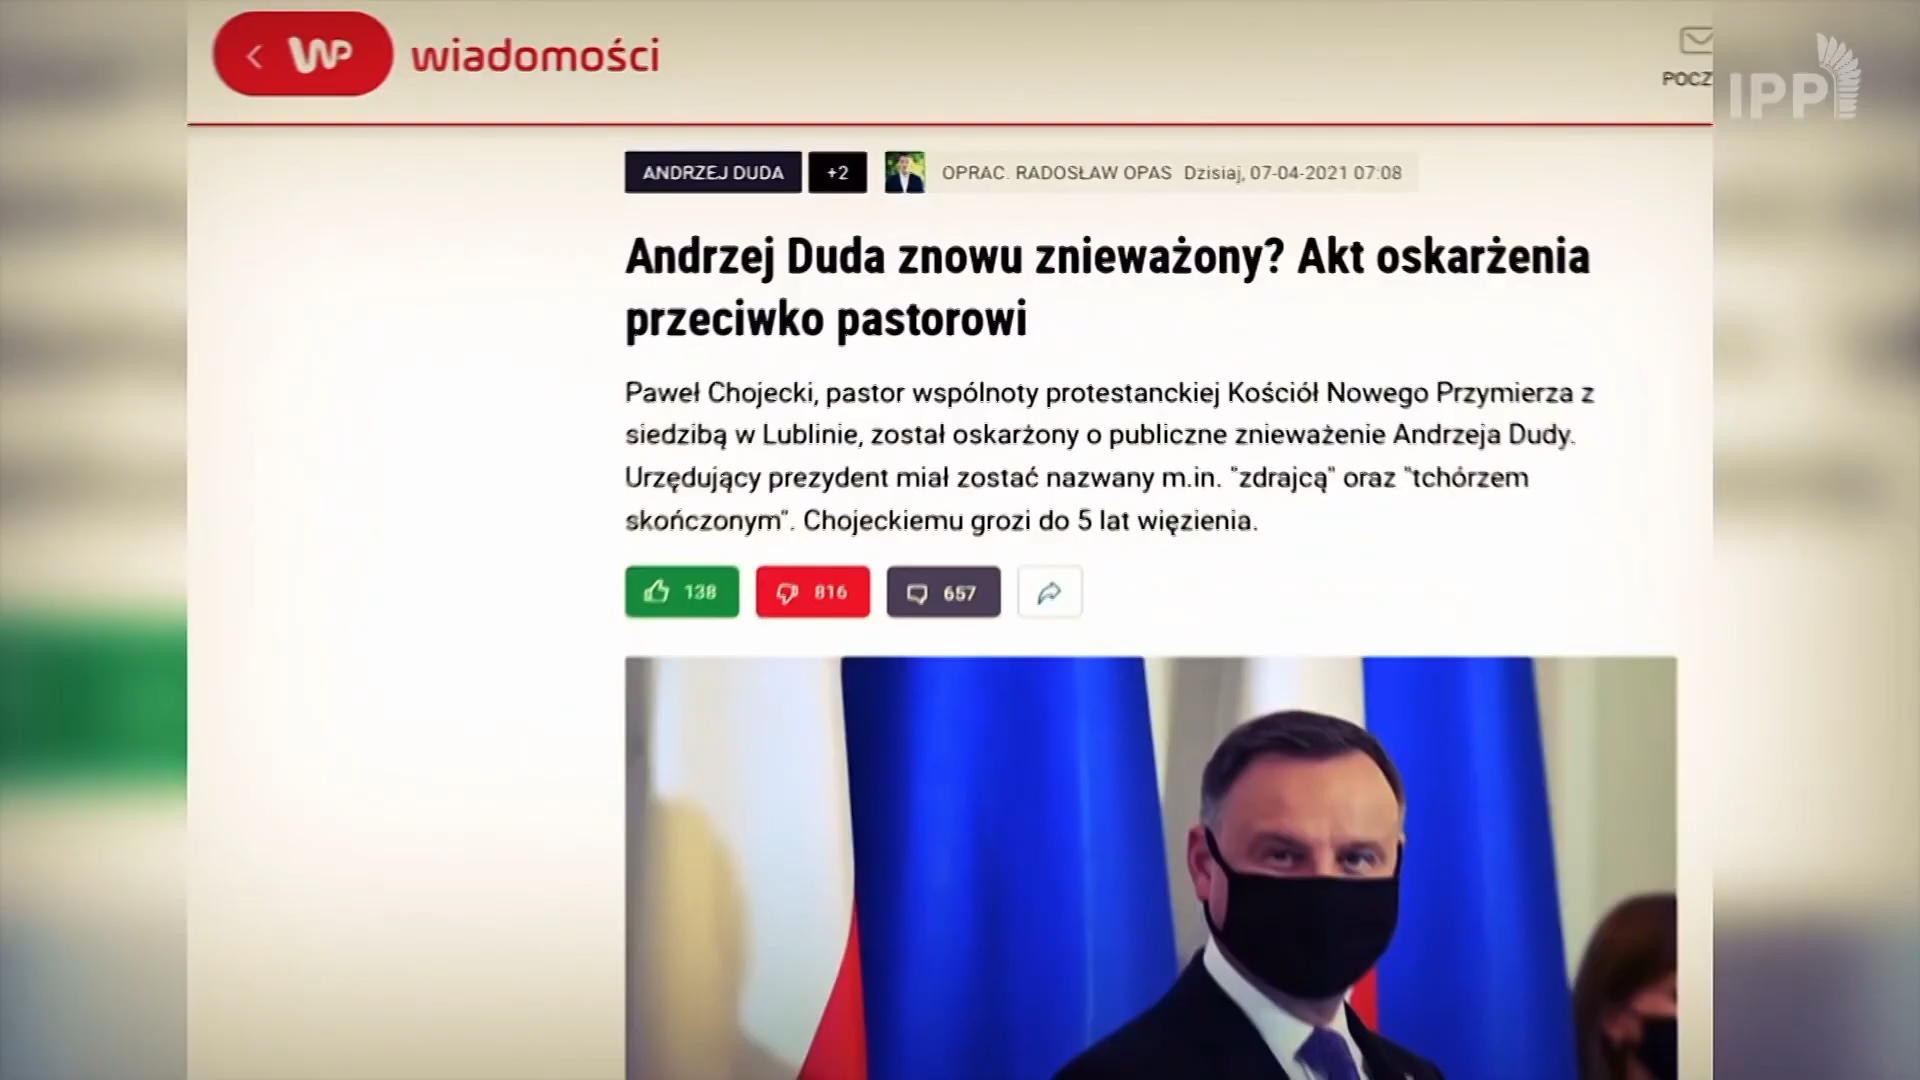 WP wiadomości
POCZ
IPP
ANDRZEJ DUDA +2 OPRAC. RADOSŁAW OPAS Dzisiaj, 07-04-2021 07:08
Andrzej Duda znowu znieważony? Akt oskarżenia
przeciwko pastorowi
Paweł Chojecki, pastor wspólnoty protestanckiej Kościół Nowego Przymierza z
siedzibą w Lublinie, został oskarżony o publiczne znieważenie Andrzeja Dudy.
Urzędujący prezydent miał zostać nazwany m.in. "zdrajcą" oraz "tchórzem
skończonym". Chojeckiemu grozi do 5 lat więzienia.
138 816 657